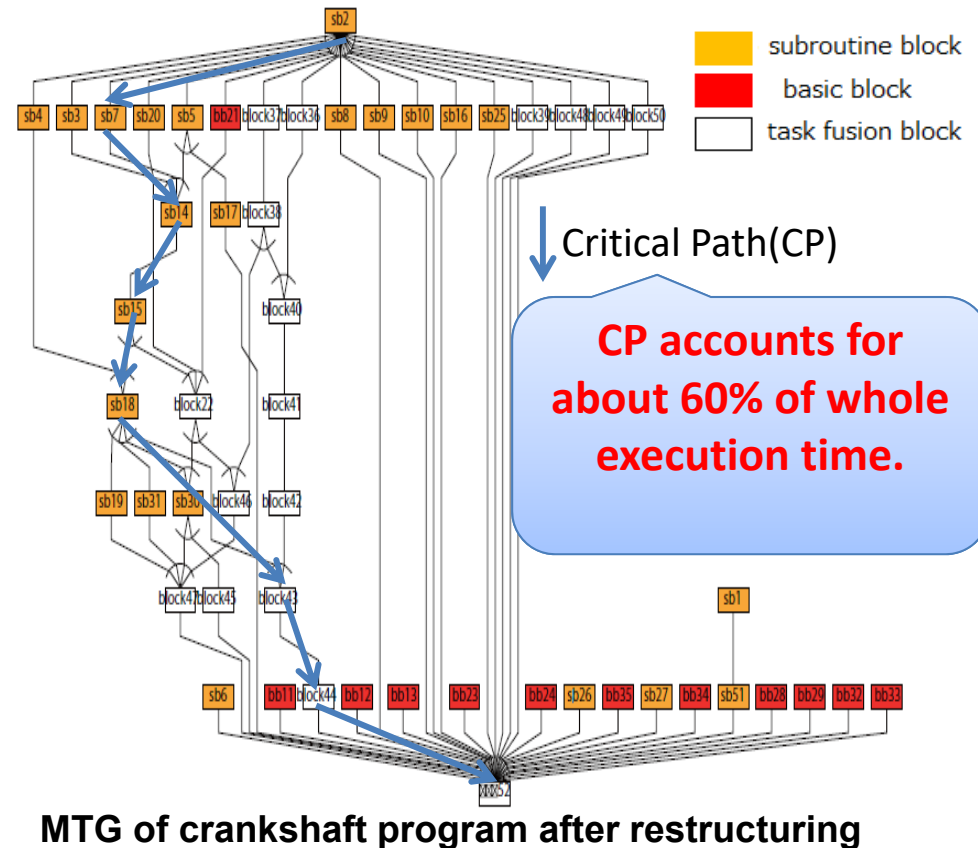 sb2
subroutine block
basic block
task fusion block
sb4 sb3 sb7 sb20 sb5 bb21 block37 block36 sb8 sb9 sb10 sb16 sb25 block39 block48 block49 block50
sb14 sb17 block38
Critical Path(CP)
sb15 block40
CP accounts for
about 60% of whole
execution time.
sb18 block22 block41
sb19 sb31 sb30 block46 block42
block47 block45 block43 sb1
sb6 bb11 block44 bb12 bb13 bb23 bb24 sb26 bb35 sb27 bb34 sb51 bb28 bb29 bb32 bb33
MTG of crankshaft program after restructuring